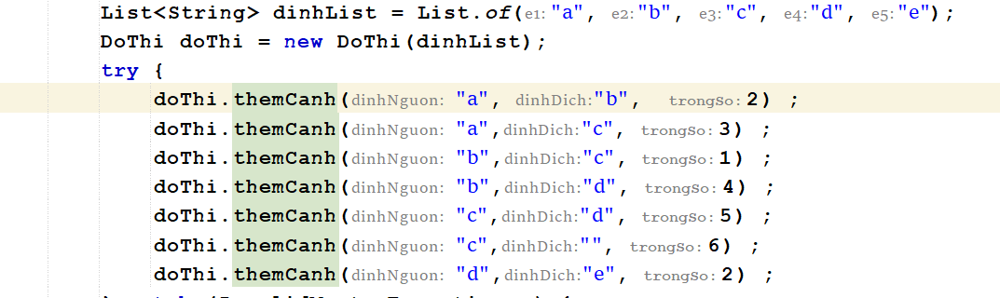 List<String> dinhList = List.of(e1: "a", e2: "b", e3: "c", e4: "d", e5: "e");
DoThi doThi = new DoThi(dinhList);
try {
doThi.themCanh(dinhNguon: "a", dinhDich:"b", trongSo: 2) ;
doThi.themCanh(dinhNguon: "a",dinhDich:"c", trongSo: 3) ;
doThi.themCanh(dinhNguon: "b",dinhDich:"c", trongSo: 1) ;
doThi.themCanh(dinhNguon: "b",dinhDich:"d", trongSo: 4) ;
doThi.themCanh(dinhNguon: "c",dinhDich:"d", trongSo: 5) ;
doThi.themCanh(dinhNguon: "c",dinhDich:"", trongSo: 6) ;
doThi.themCanh(dinhNguon: "d",dinhDich:"e", trongSo: 2) ;